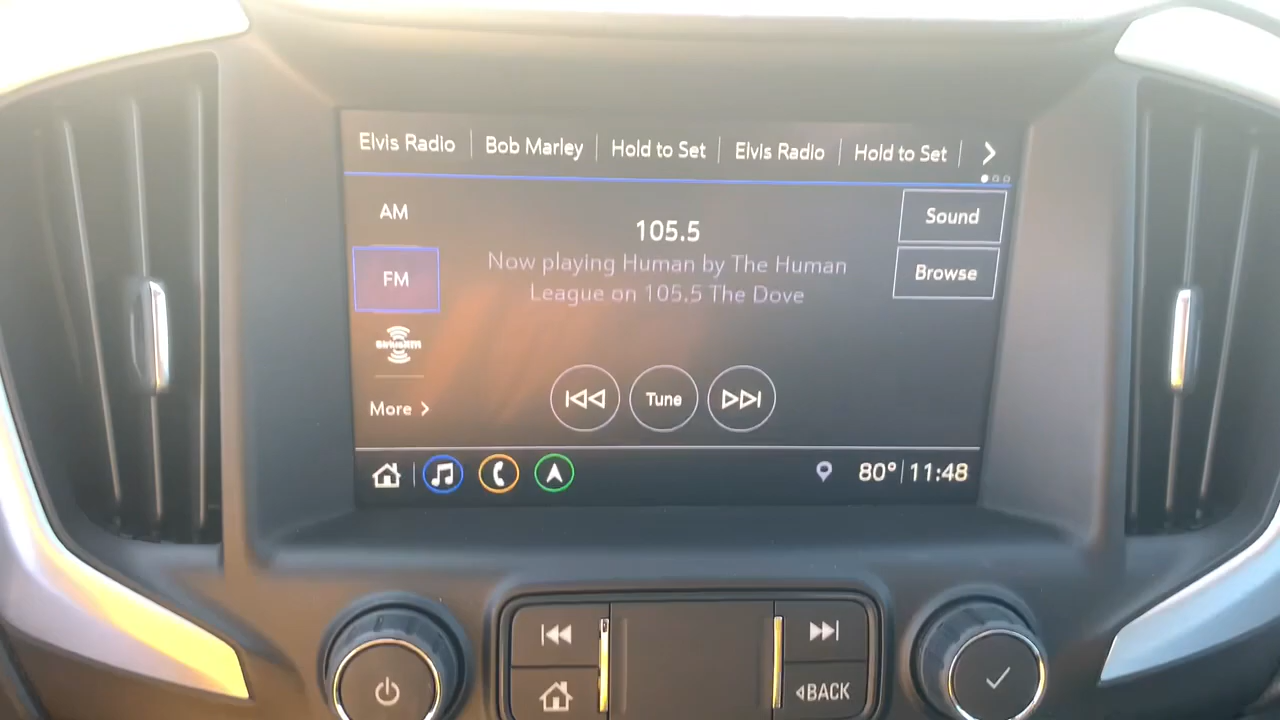 Elvis Radio Bob Marley Hold to Set Elvis Radio Hold to Set
AM
105.5
Sound
FM
Now playing Human by The Human
League on 105.5 The Dove
Browse
SiriusXM
More
Tune
80° 11:48
BACK